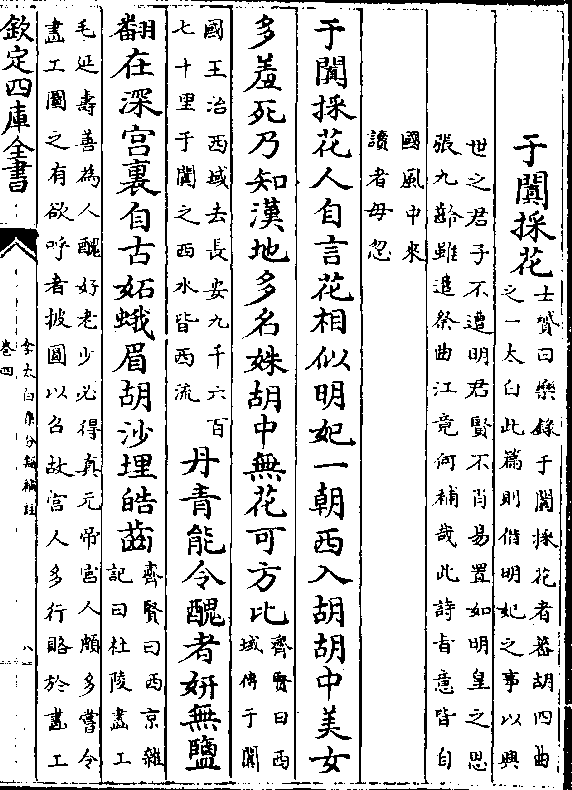 于闐採花
士贇曰樂錄于闐採花者蕃胡四曲
之一太白此篇則借明妃之事以興
世之君子不遭明君賢不肖易置如明皇之思
張九齡雖追祭曲江竟何補哉此詩旨意皆自
國風中來
讀者毋忽
于闐採花人自言花相似明妃一朝西入胡胡中美女
多羞死乃知漢地多名姝胡中無花可方比
齊賢曰西
域傳于闐
國王治西域去長安九千六百
七十里于闐之西水皆西流
丹青能令醜者妍無鹽
翻在深宮裏自古妬蛾眉胡沙埋皓齒
齊賢曰西京雜
記曰杜陵畫工
毛延壽善為人醜好老少必得真元帝宮人頗多嘗令
畫工圖之有欲呼者披圖以召故宮人多行賂於畫工
欽定四庫全書
李太白集分類補註
卷四
八